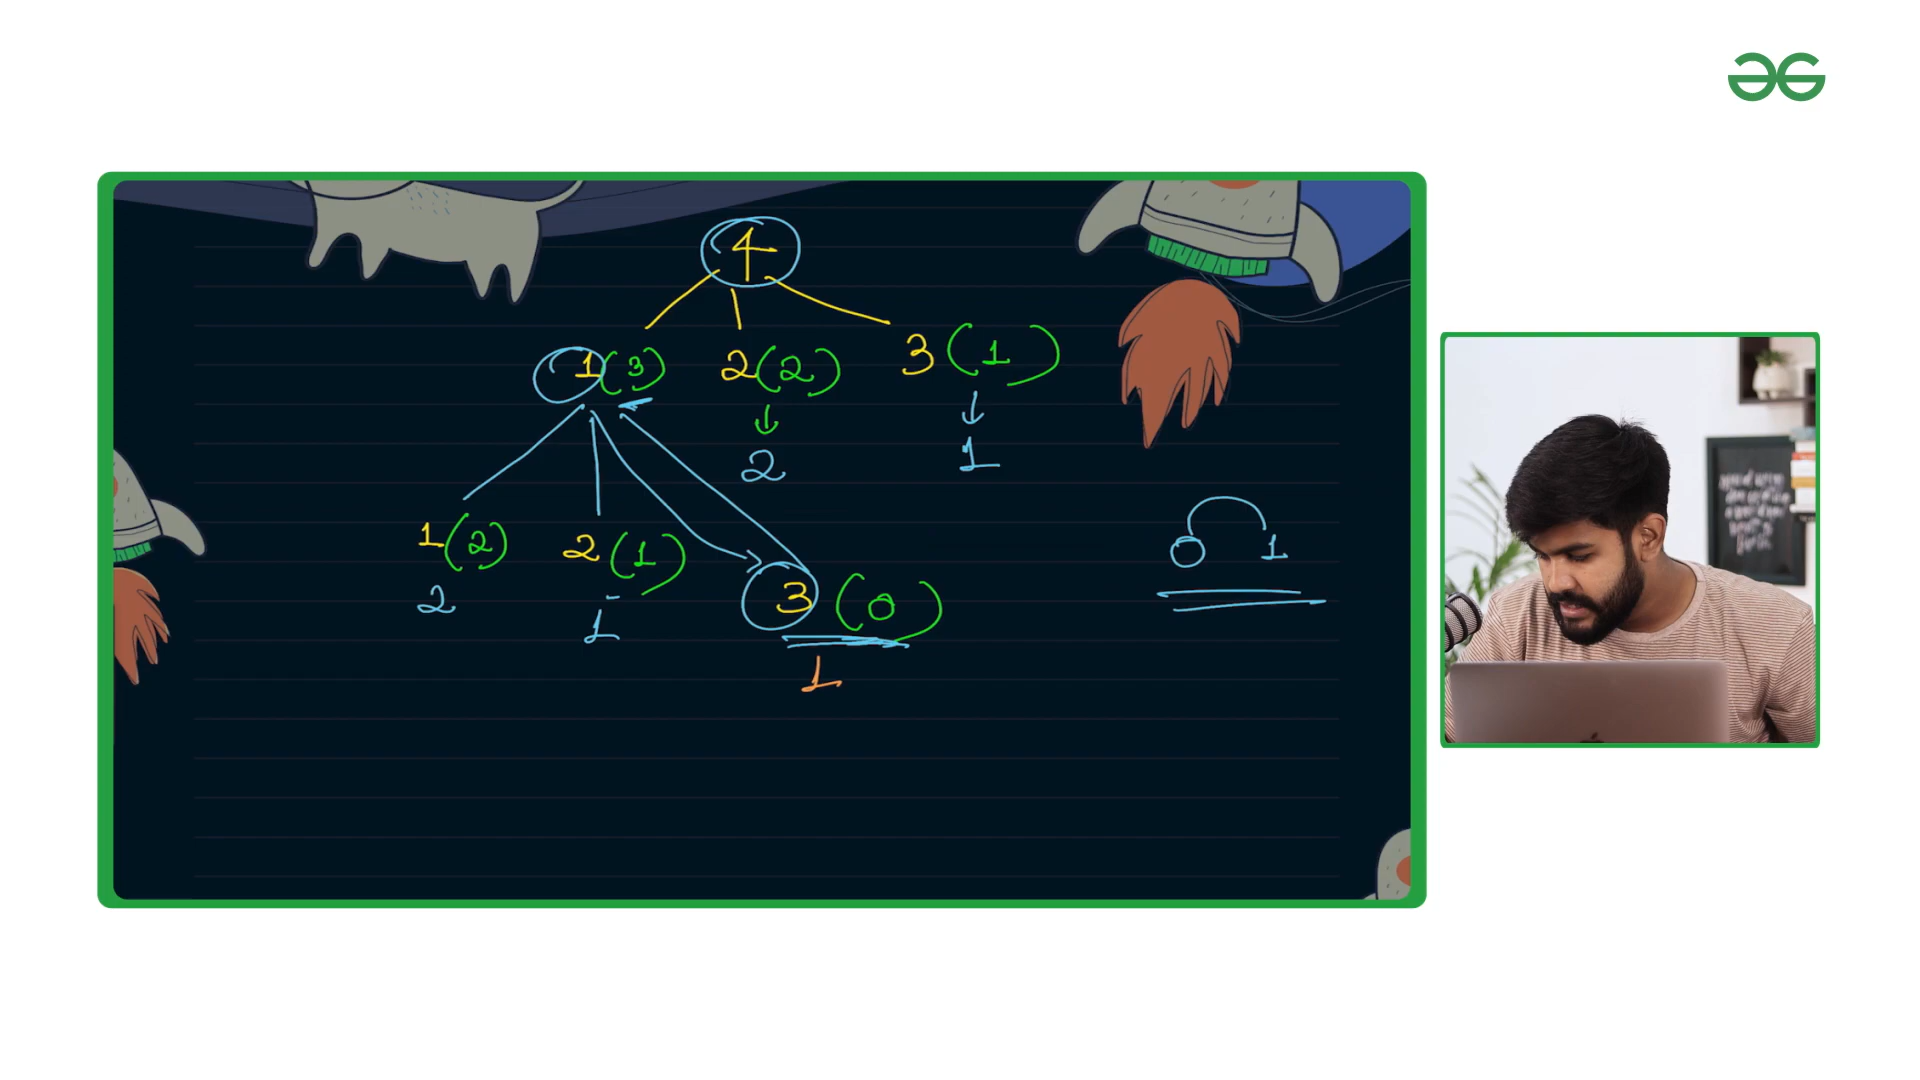 4
1 (3) 2 (2) 3 (1)
↓ ↓
2 1
1 (2) 2 (1) 3 (0) 0 1
2 1
1